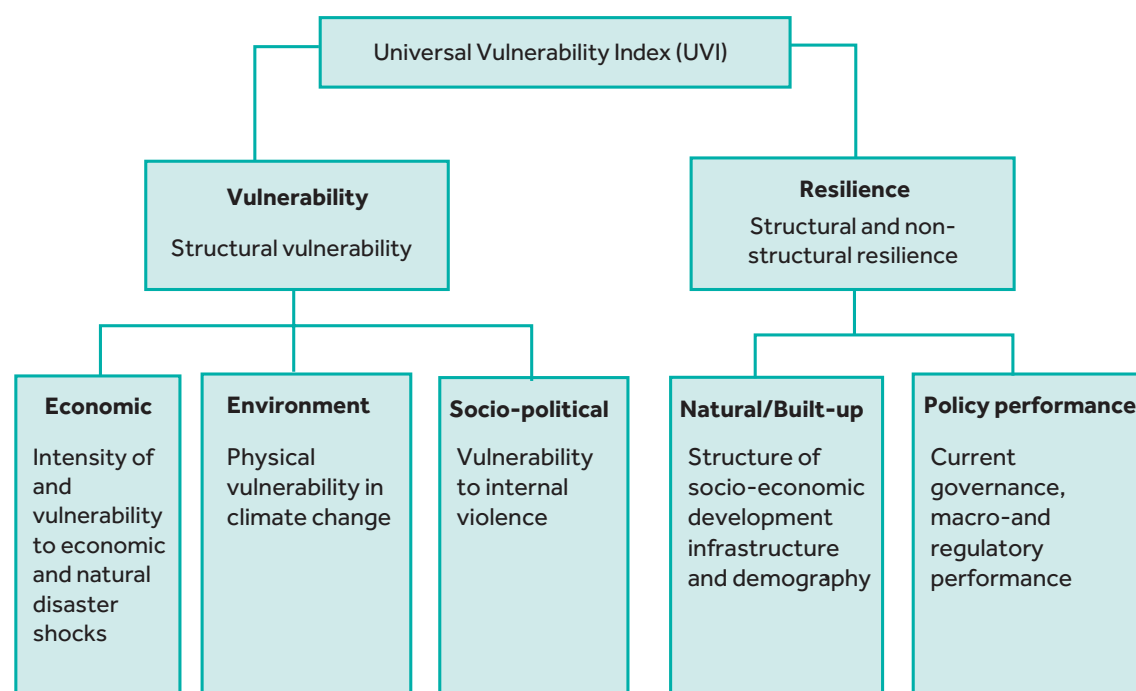 Universal Vulnerability Index (UVI)
Vulnerability
Structural vulnerability
Resilience
Structural and non-
structural resilience
Economic
Intensity of
and
vulnerability
to economic
and natural
disaster
shocks
Environment
Physical
vulnerability in
climate change
Socio-political
Vulnerability
to internal
violence
Natural/Built-up
Structure of
socio-economic
development
infrastructure
and demography
Policy performance
Current
governance,
macro-and
regulatory
performance